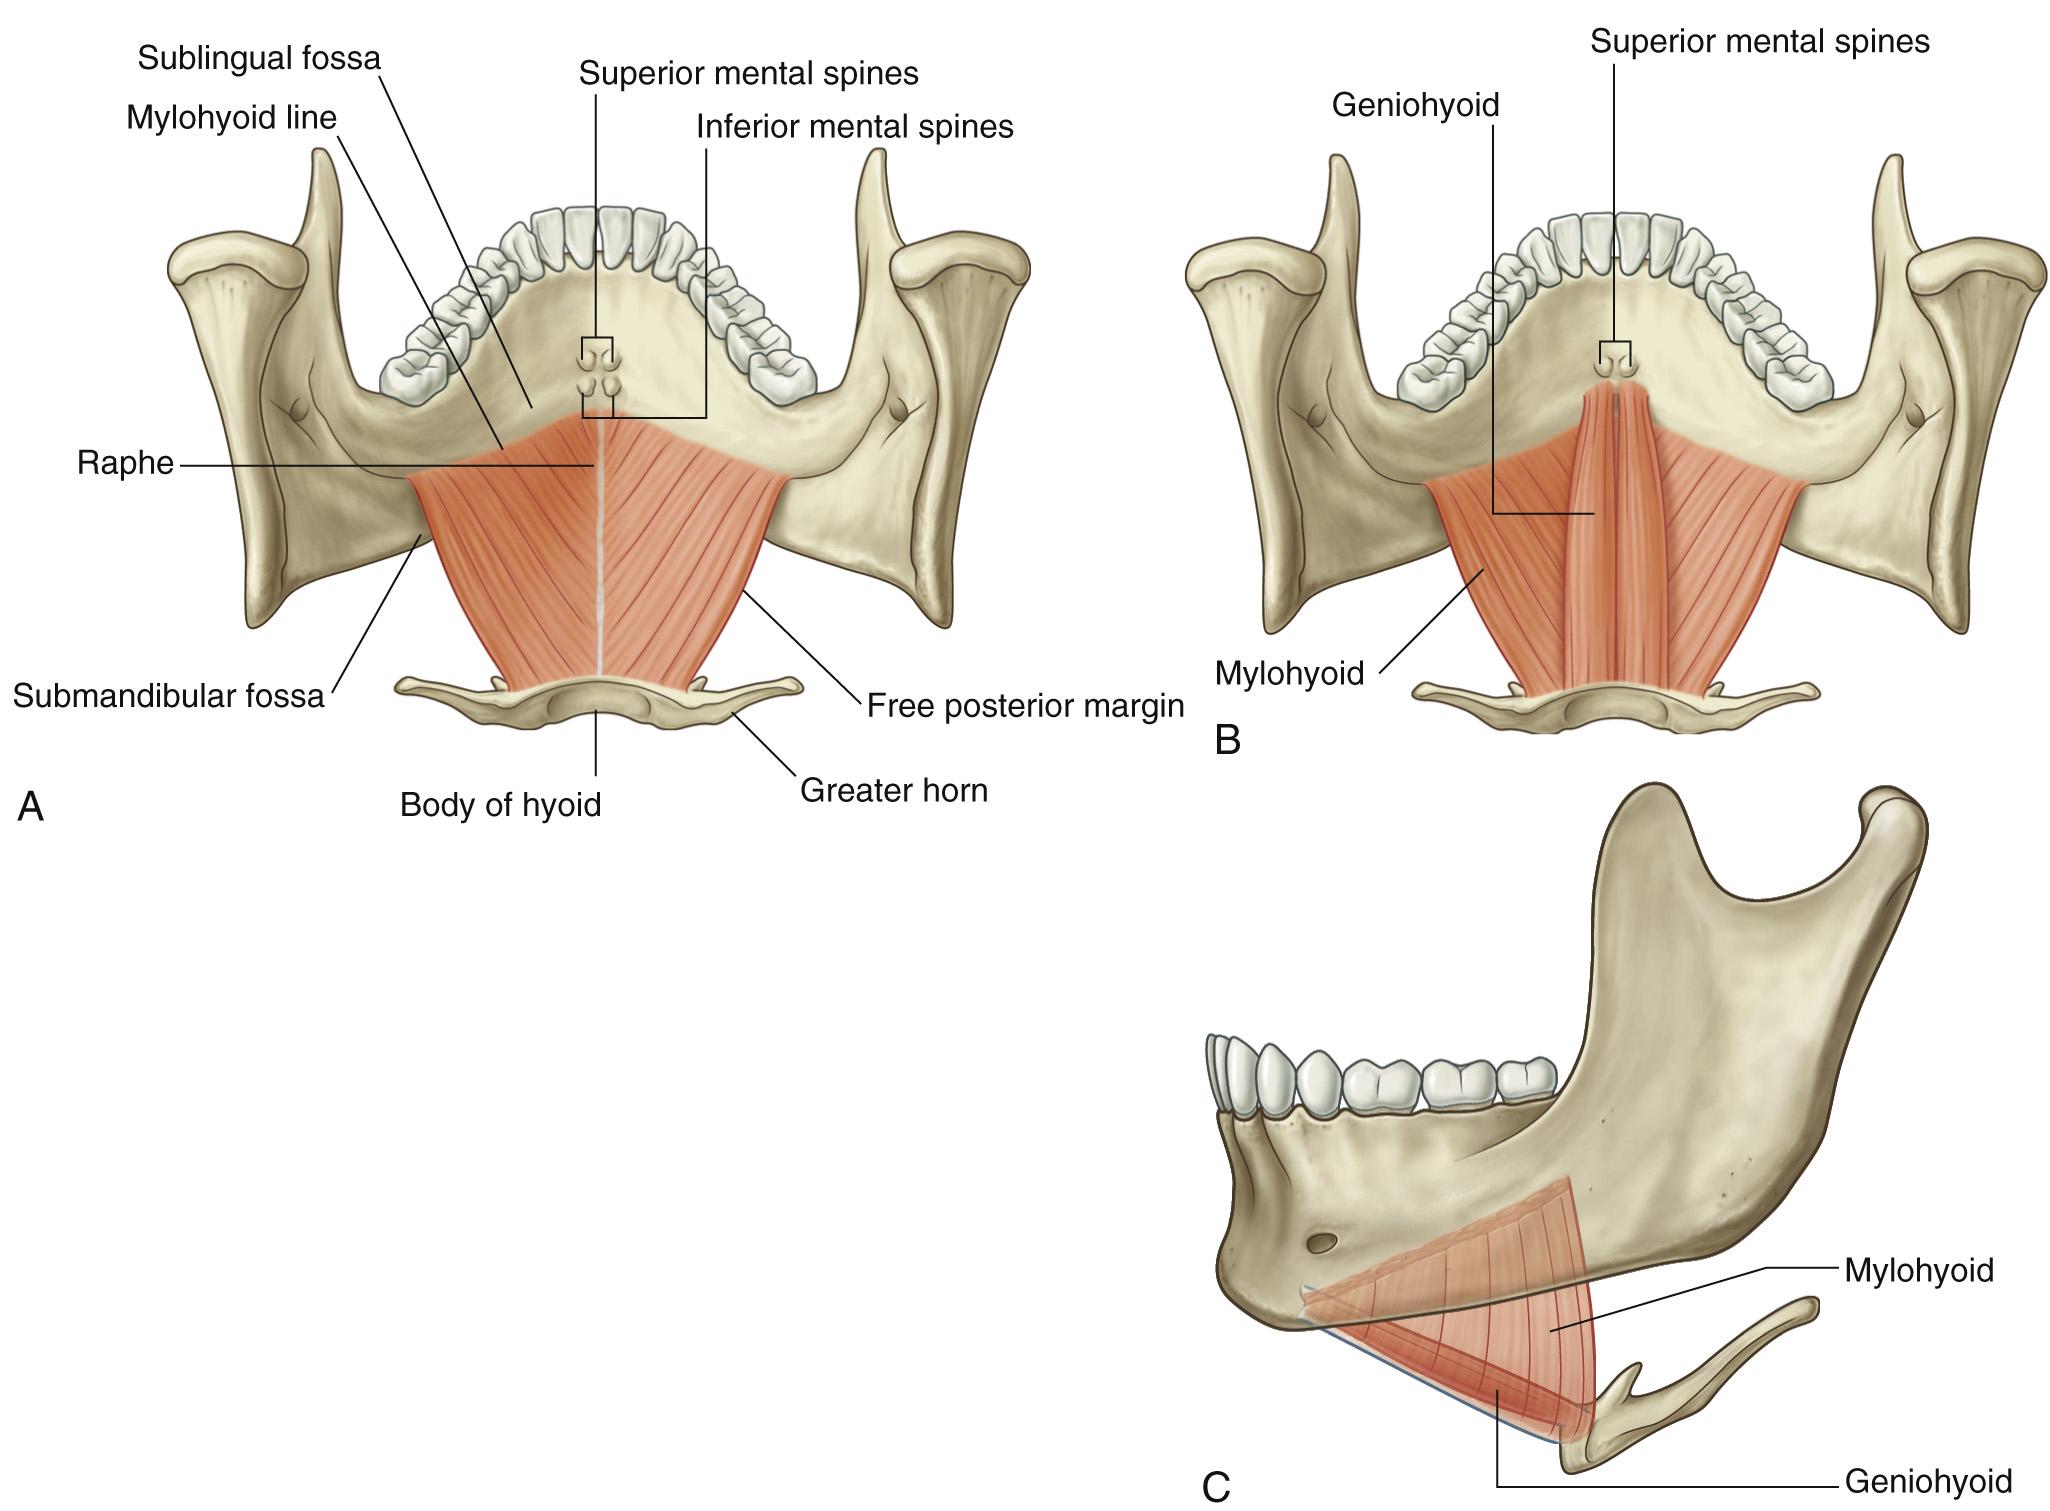 Sublingual fossa
Mylohyoid line
Superior mental spines
Inferior mental spines
Raphe
Submandibular fossa
Free posterior margin
Greater horn
Body of hyoid
A
Superior mental spines
Geniohyoid
Mylohyoid
B
Mylohyoid
Geniohyoid
C